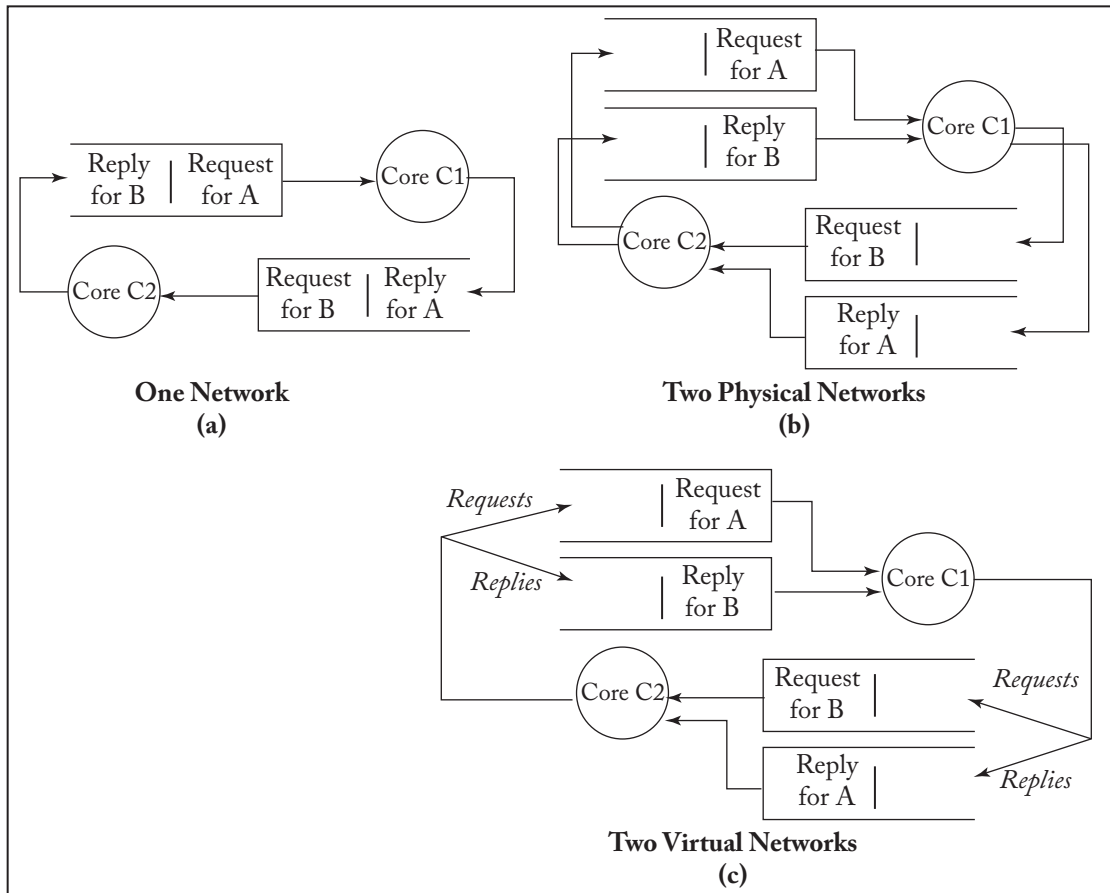 Reply
for B
Request
for A
Core C1
Core C2
Request
for B
Reply
for A
One Network
(a)
Request
for A
Reply
for B
Core C1
Core C2
Request
for B
Reply
for A
Two Physical Networks
(b)
Requests
Replies
Request
for A
Reply
for B
Core C1
Core C2
Request
for B
Reply
for A
Requests
Replies
Two Virtual Networks
(c)